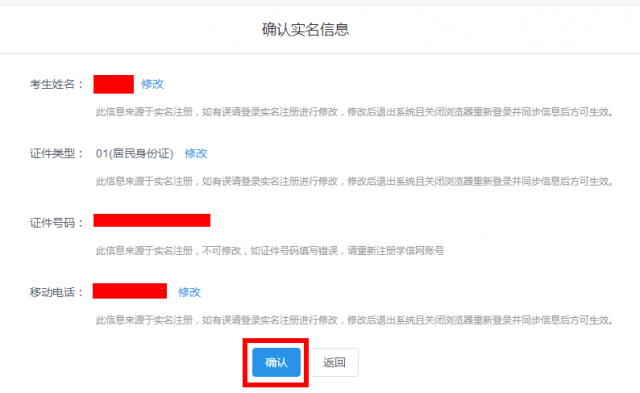 确认实名信息
考生姓名： 修改
此信息来源于实名注册，如有误请登录实名注册进行修改，修改后退出系统且关闭浏览器重新登录并同步信息后方可生效。
证件类型： 01(居民身份证) 修改
此信息来源于实名注册，如有误请登录实名注册进行修改，修改后退出系统且关闭浏览器重新登录并同步信息后方可生效。
证件号码：
此信息来源于实名注册，不可修改，如证件号码填写错误，请重新注册学信网账号
移动电话： 修改
此信息来源于实名注册，如有误请登录实名注册进行修改，修改后退出系统且关闭浏览器重新登录并同步信息后方可生效。
确认 返回